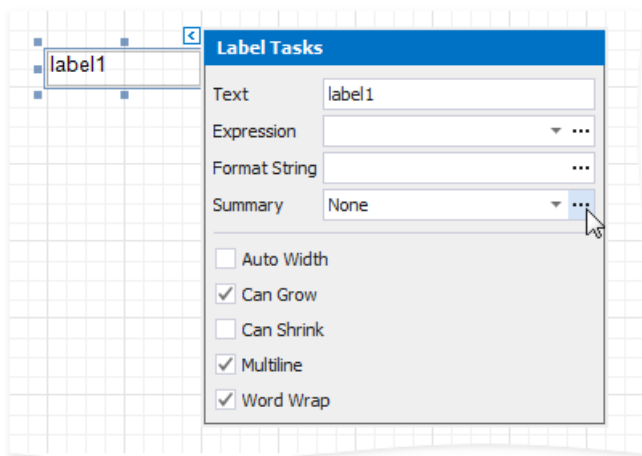 label1
Label Tasks
Text label1
Expression
Format String
Summary None
Auto Width
Can Grow
Can Shrink
Multiline
Word Wrap